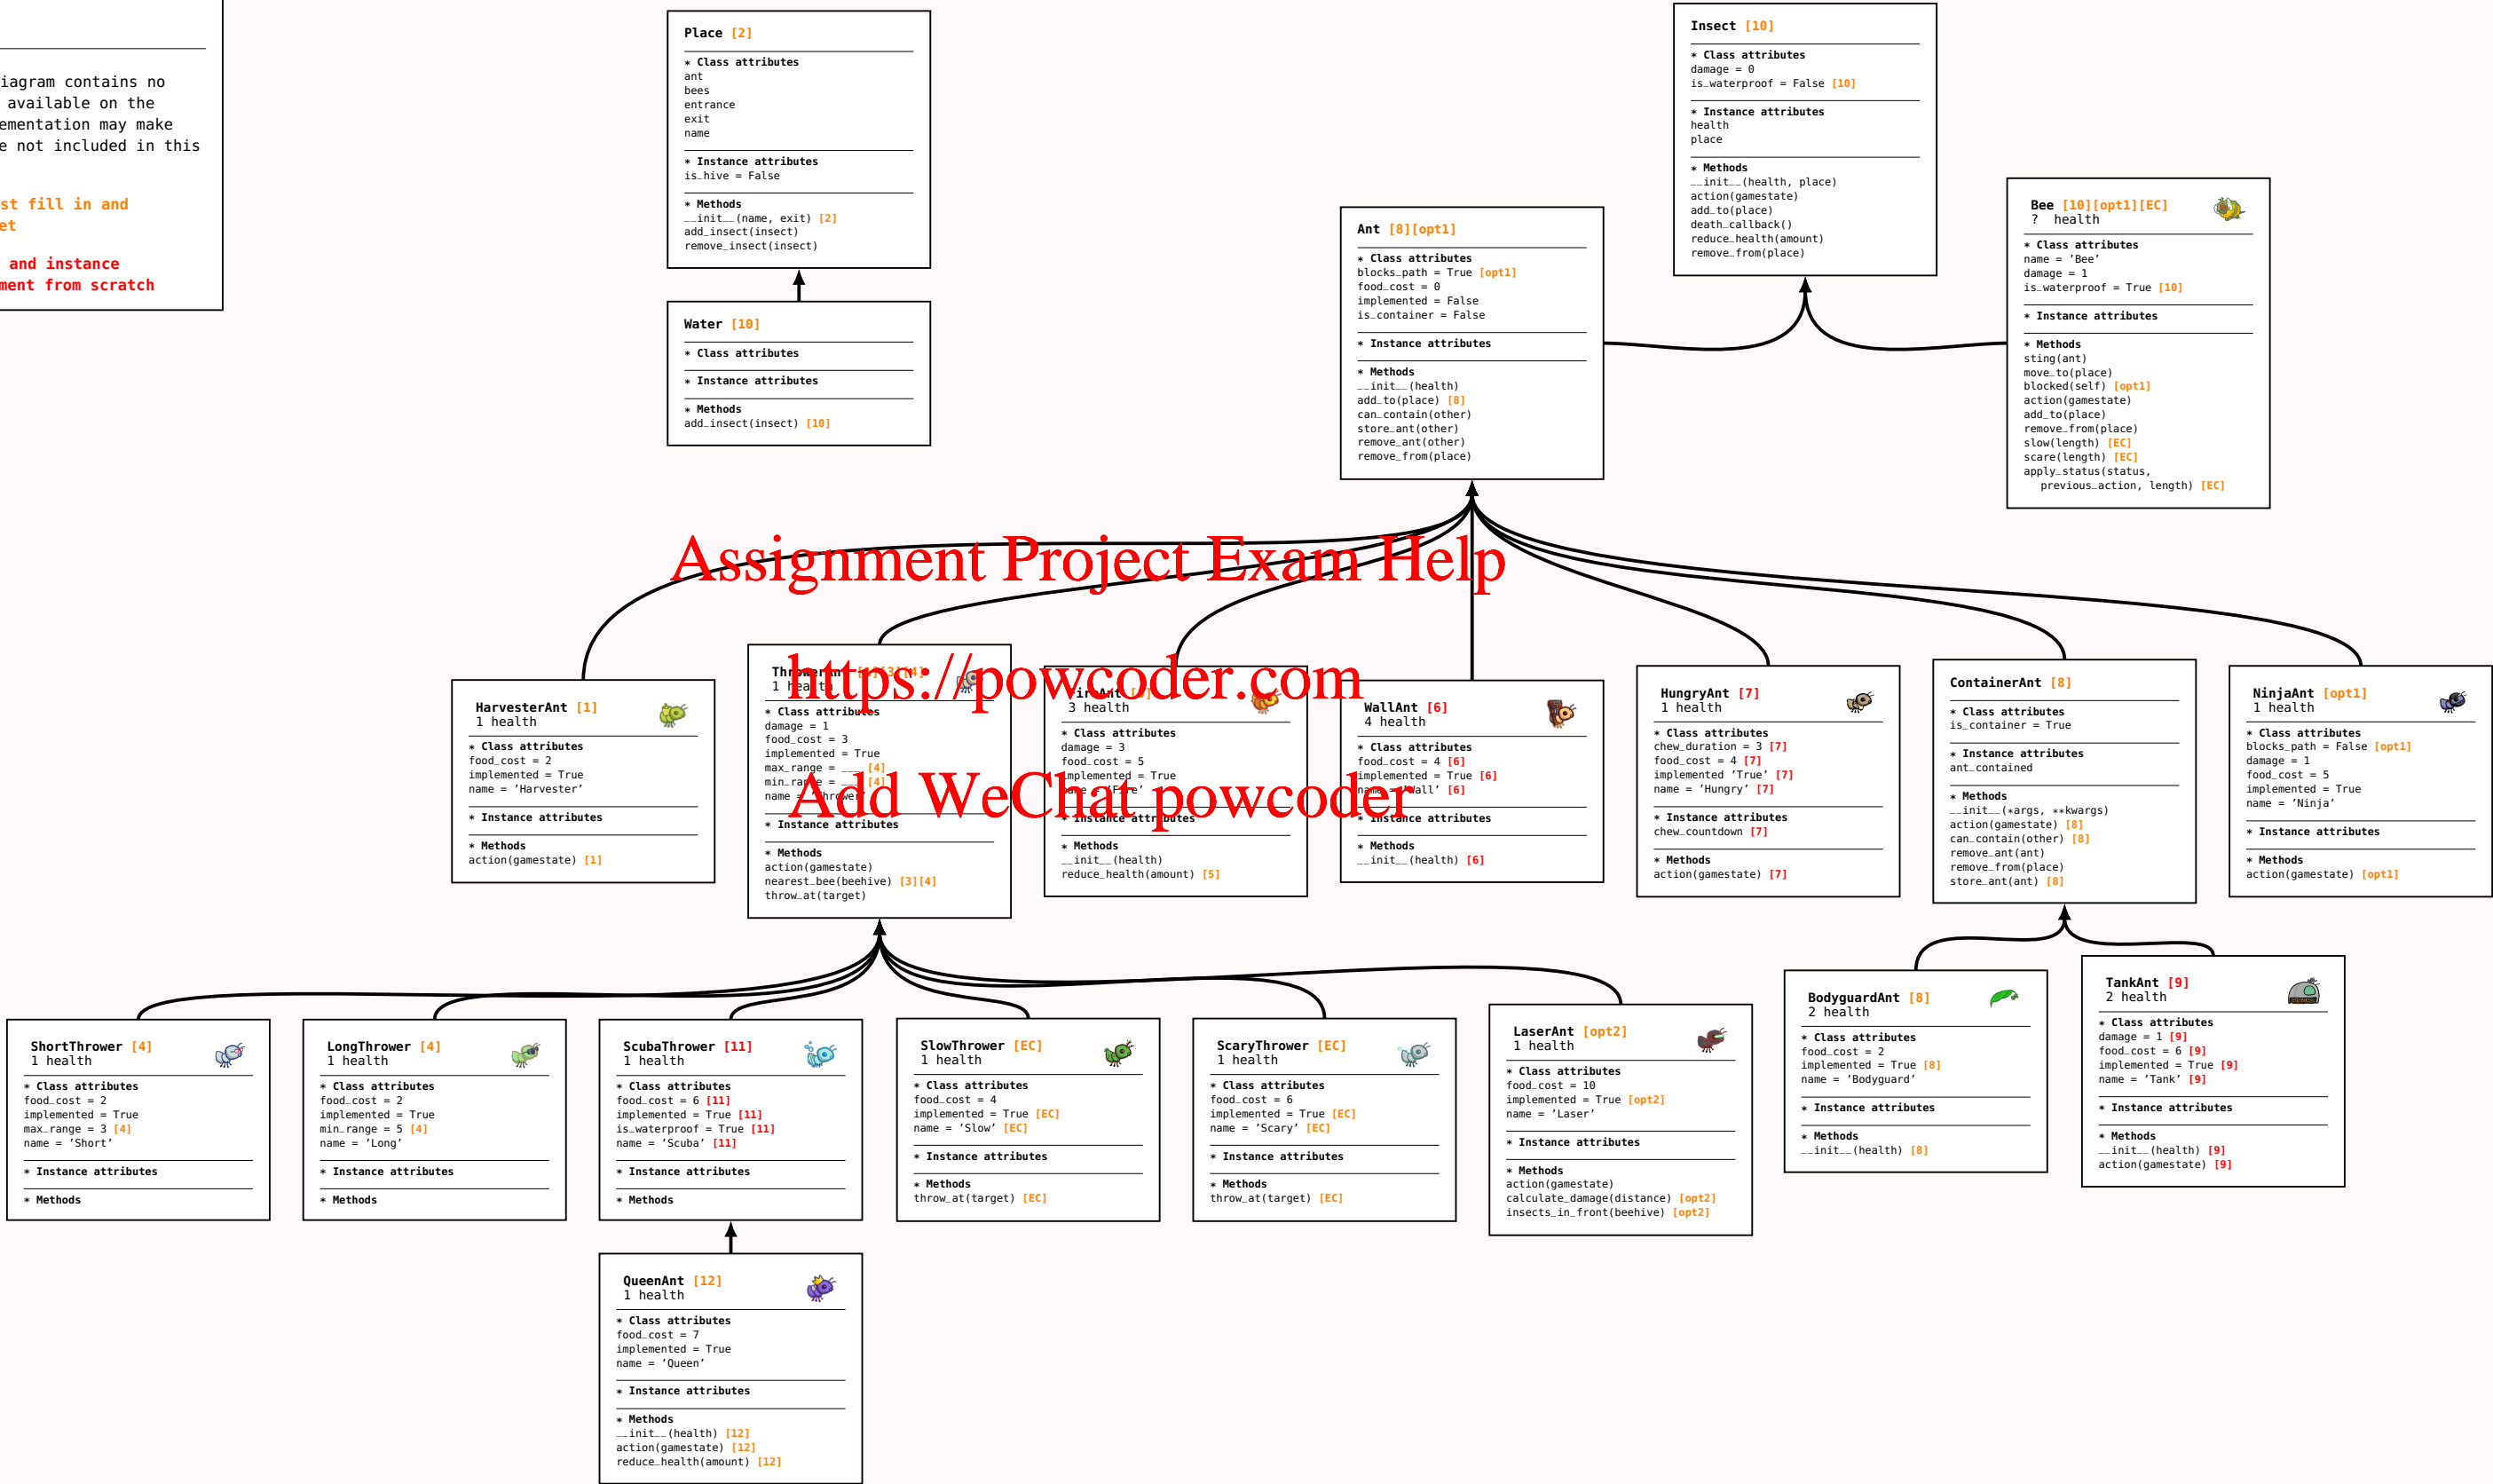 iagram contains no
available on the
ementation may make
e not included in this
st fill in and
et
and instance
ment from scratch
Place [2]
* Class attributes
ant
bees
entrance
exit
name
* Instance attributes
is_hive = False
* Methods
__init__(name, exit) [2]
add_insect(insect)
remove_insect(insect)
Water [10]
* Class attributes
* Instance attributes
* Methods
add_insect(insect) [10]
Insect [10]
* Class attributes
damage = 0
is_waterproof = False [10]
* Instance attributes
health
place
* Methods
__init__(health, place)
action(gamestate)
add_to(place)
death_callback()
reduce_health(amount)
remove_from(place)
Ant [8][opt1]
* Class attributes
blocks_path = True [opt1]
food_cost = 0
implemented = False
is_container = False
* Instance attributes
* Methods
__init__(health)
add_to(place) [8]
can_contain(other)
store_ant(other)
remove_ant(other)
remove_from(place)
Bee [10][opt1][EC]
? health
* Class attributes
name = ’Bee’
damage = 1
is_waterproof = True [10]
* Instance attributes
* Methods
sting(ant)
move_to(place)
blocked(self) [opt1]
action(gamestate)
add_to(place)
remove_from(place)
slow(length) [EC]
scare(length) [EC]
apply_status(status,
previous_action, length) [EC]
Assignment Project Exam Help
https://powcoder.com
Add WeChat powcoder
HarvesterAnt [1]
1 health
* Class attributes
food_cost = 2
implemented = True
name = ’Harvester’
* Instance attributes
* Methods
action(gamestate) [1]
ThrowerAnt [3][4]
1 health
* Class attributes
damage = 1
food_cost = 3
implemented = True
max_range = ___ [4]
min_range = ___ [4]
name = ’Thrower’
* Instance attributes
* Methods
action(gamestate)
nearest_bee(beehive) [3][4]
throw_at(target)
FireAnt
3 health
* Class attributes
damage = 3
food_cost = 5
implemented = True
name = ’Fire’
* Instance attributes
* Methods
__init__(health)
reduce_health(amount) [5]
WallAnt [6]
4 health
* Class attributes
food_cost = 4 [6]
implemented = True [6]
name = ’Wall’ [6]
* Instance attributes
* Methods
__init__(health) [6]
HungryAnt [7]
1 health
* Class attributes
chew_duration = 3 [7]
food_cost = 4 [7]
implemented ’True’ [7]
name = ’Hungry’ [7]
* Instance attributes
chew_countdown [7]
* Methods
action(gamestate) [7]
ContainerAnt [8]
* Class attributes
is_container = True
* Instance attributes
ant_contained
* Methods
__init__(*args, **kwargs)
action(gamestate) [8]
can_contain(other) [8]
remove_ant(ant)
remove_from(place)
store_ant(ant) [8]
NinjaAnt [opt1]
1 health
* Class attributes
blocks_path = False [opt1]
damage = 1
food_cost = 5
implemented = True
name = ’Ninja’
* Instance attributes
* Methods
action(gamestate) [opt1]
ShortThrower [4]
1 health
* Class attributes
food_cost = 2
implemented = True
max_range = 3 [4]
name = ’Short’
* Instance attributes
* Methods
LongThrower [4]
1 health
* Class attributes
food_cost = 2
implemented = True
min_range = 5 [4]
name = ’Long’
* Instance attributes
* Methods
ScubaThrower [11]
1 health
* Class attributes
food_cost = 6 [11]
implemented = True [11]
is_waterproof = True [11]
name = ’Scuba’ [11]
* Instance attributes
* Methods
SlowThrower [EC]
1 health
* Class attributes
food_cost = 4
implemented = True [EC]
name = ’Slow’ [EC]
* Instance attributes
* Methods
throw_at(target) [EC]
ScaryThrower [EC]
1 health
* Class attributes
food_cost = 6
implemented = True [EC]
name = ’Scary’ [EC]
* Instance attributes
* Methods
throw_at(target) [EC]
LaserAnt [opt2]
1 health
* Class attributes
food_cost = 10
implemented = True [opt2]
name = ’Laser’
* Instance attributes
* Methods
action(gamestate)
calculate_damage(distance) [opt2]
insects_in_front(beehive) [opt2]
BodyguardAnt [8]
2 health
* Class attributes
food_cost = 2
implemented = True [8]
name = ’Bodyguard’
* Instance attributes
* Methods
__init__(health) [8]
TankAnt [9]
2 health
* Class attributes
damage = 1 [9]
food_cost = 6 [9]
implemented = True [9]
name = ’Tank’ [9]
* Instance attributes
* Methods
__init__(health) [9]
action(gamestate) [9]
QueenAnt [12]
1 health
* Class attributes
food_cost = 7
implemented = True
name = ’Queen’
* Instance attributes
* Methods
__init__(health) [12]
action(gamestate) [12]
reduce_health(amount) [12]